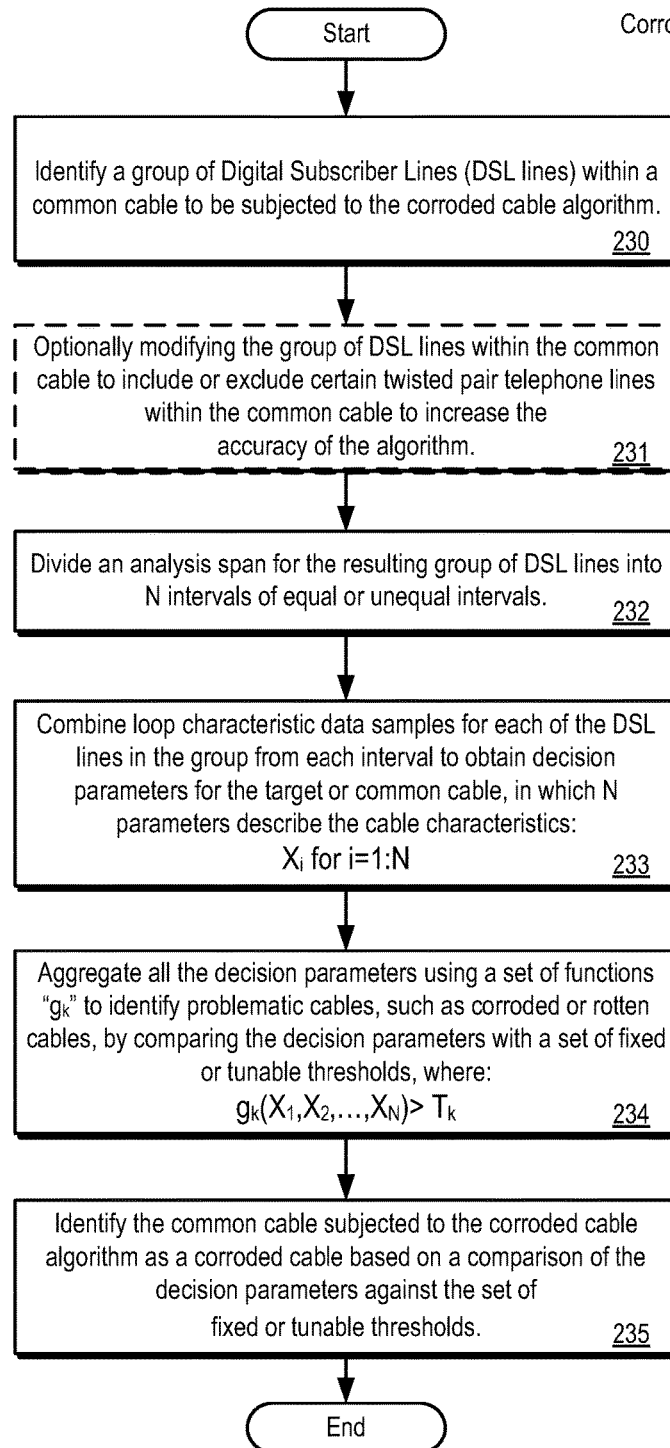 Start
Corro
Identify a group of Digital Subscriber Lines (DSL lines) within a
common cable to be subjected to the corroded cable algorithm.
230
Optionally modifying the group of DSL lines within the common
cable to include or exclude certain twisted pair telephone lines
within the common cable to increase the
accuracy of the algorithm.
231
Divide an analysis span for the resulting group of DSL lines into
N intervals of equal or unequal intervals.
232
Combine loop characteristic data samples for each of the DSL
lines in the group from each interval to obtain decision
parameters for the target or common cable, in which N
parameters describe the cable characteristics:
Xᵢ for i=1:N
233
Aggregate all the decision parameters using a set of functions
“gₖ” to identify problematic cables, such as corroded or rotten
cables, by comparing the decision parameters with a set of fixed
or tunable thresholds, where:
gₖ(X₁,X₂,...,X_N)> Tₖ
234
Identify the common cable subjected to the corroded cable
algorithm as a corroded cable based on a comparison of the
decision parameters against the set of
fixed or tunable thresholds.
235
End